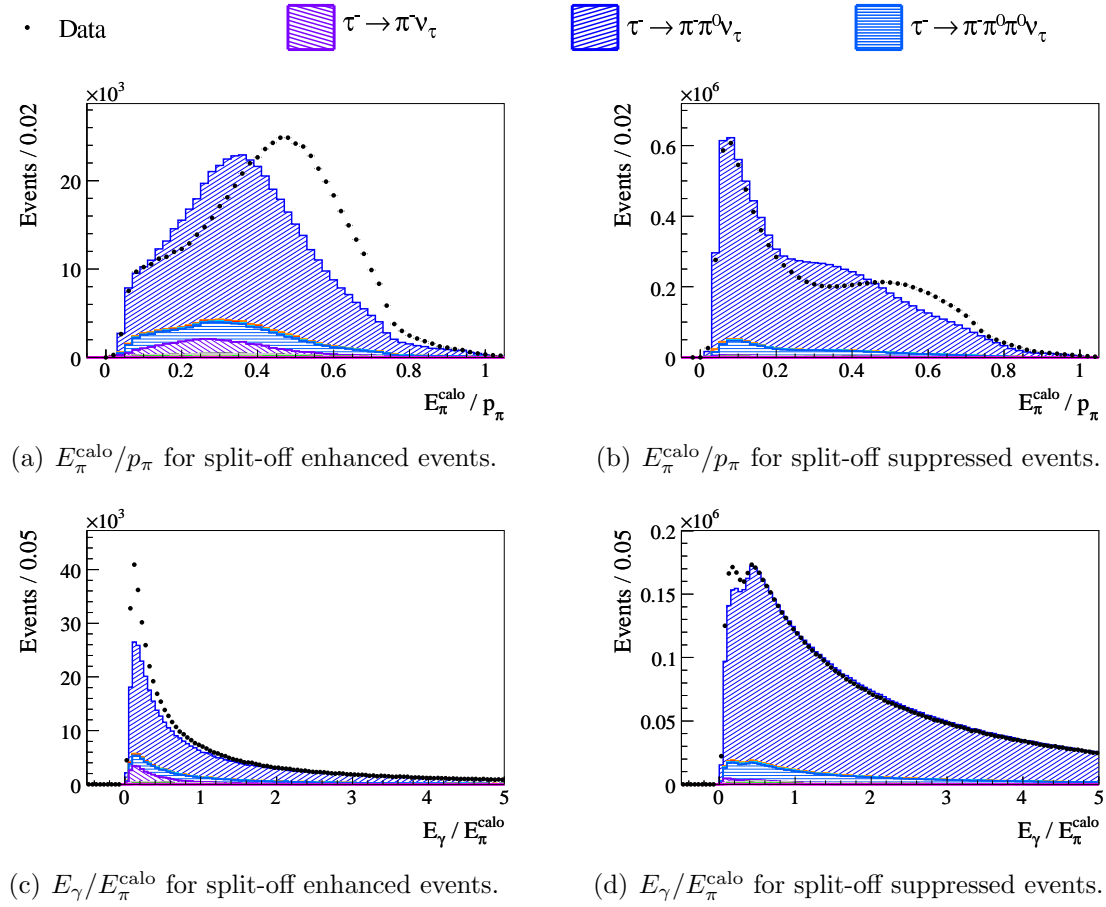 • Data τ⁻ → π⁻ν_τ τ⁻ → π⁻π⁰ν_τ τ⁻ → π⁻π⁰π⁰ν_τ
×10³
Events / 0.02
20
10
0
0 0.2 0.4 0.6 0.8 1
E_π^calo / p_π
×10⁶
Events / 0.02
0.6
0.4
0.2
0
0 0.2 0.4 0.6 0.8 1
E_π^calo / p_π
(a) E_π^calo/p_π for split-off enhanced events.
(b) E_π^calo/p_π for split-off suppressed events.
×10³
Events / 0.05
40
30
20
10
0
0 1 2 3 4 5
E_γ / E_π^calo
×10⁶
Events / 0.05
0.2
0.15
0.1
0.05
0
0 1 2 3 4 5
E_γ / E_π^calo
(c) E_γ/E_π^calo for split-off enhanced events.
(d) E_γ/E_π^calo for split-off suppressed events.